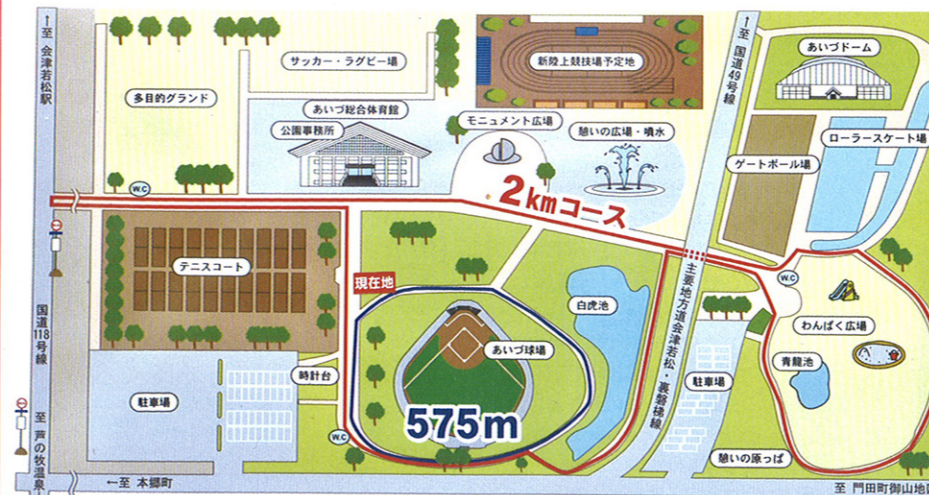 ↑至 会津若松駅
多目的グランド
サッカー・ラグビー場
新陸上競技場予定地
↑至 国道49号線
あいづドーム
あいづ総合体育館
公園事務所
モニュメント広場
憩いの広場・噴水
ゲートボール場
ローラースケート場
W.C
2kmコース
テニスコート
現在地
白虎池
主要地方道会津若松・裏磐梯線
W.C
わんぱく広場
国道118号線
あいづ球場
青龍池
時計台
駐車場
駐車場
575m
W.C
憩いの原っぱ
至 芦の牧温泉
←至 本郷町
至 門田町御山地